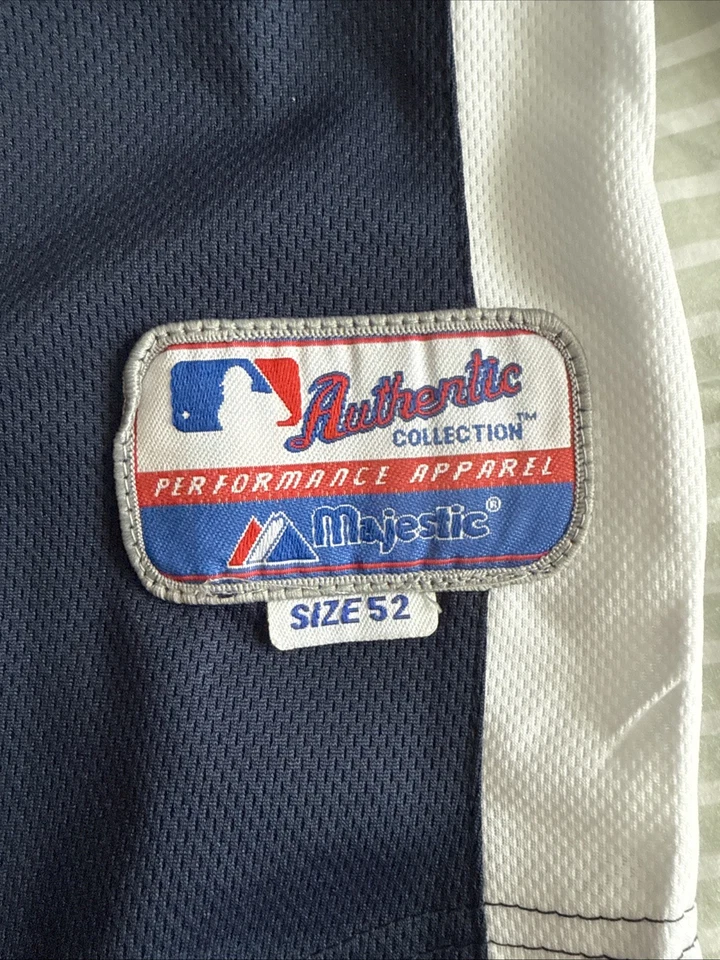 Authentic
COLLECTION™
PERFORMANCE APPAREL
Majestic®
SIZE 52